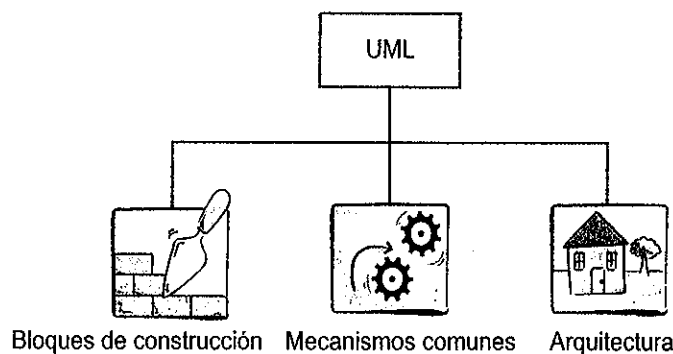 UML
Bloques de construcción
Mecanismos comunes
Arquitectura